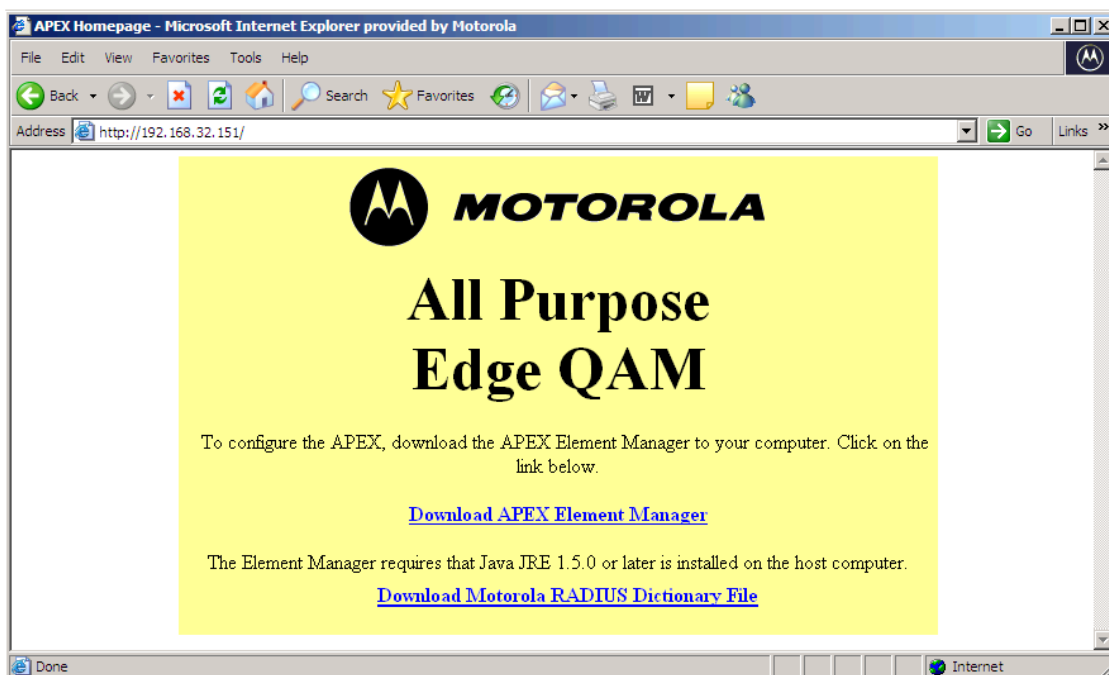 APEX Homepage - Microsoft Internet Explorer provided by Motorola
File Edit View Favorites Tools Help
Back Search Favorites
Address http://192.168.32.151/ Go Links »
MOTOROLA
All Purpose
Edge QAM
To configure the APEX, download the APEX Element Manager to your computer. Click on the
link below.
Download APEX Element Manager
The Element Manager requires that Java JRE 1.5.0 or later is installed on the host computer.
Download Motorola RADIUS Dictionary File
Done Internet